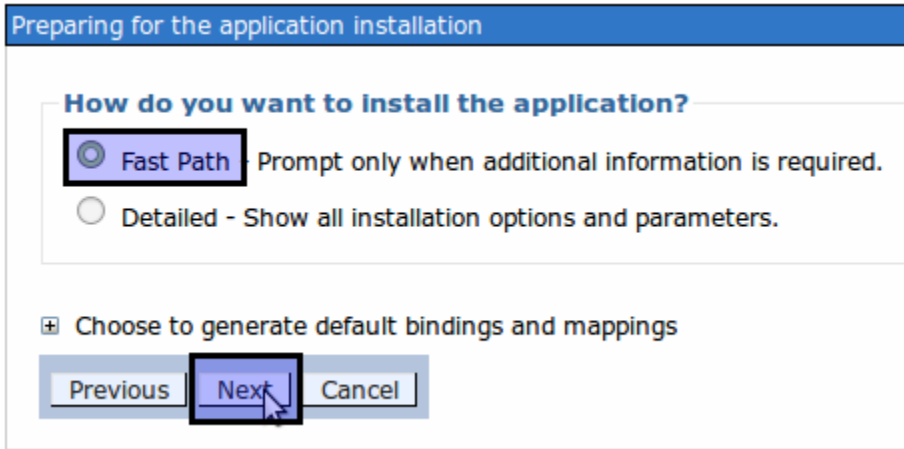 Preparing for the application installation
How do you want to install the application?
Fast Path - Prompt only when additional information is required.
Detailed - Show all installation options and parameters.
Choose to generate default bindings and mappings
Previous Next Cancel